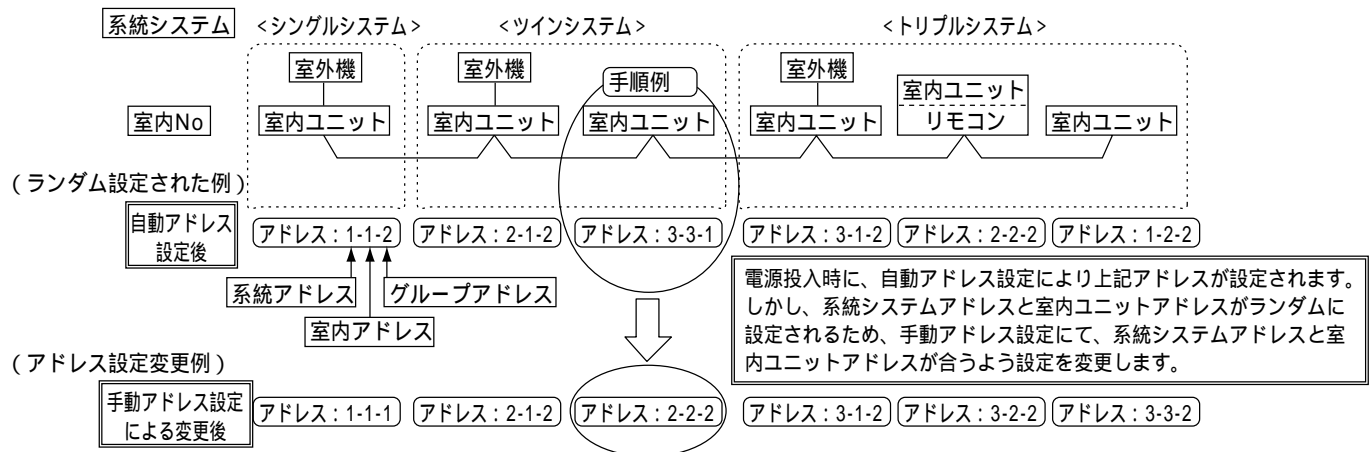 系統システム <シングルシステム> <ツインシステム> <トリプルシステム>
室外機 室外機 手順例 室外機
室内ユニット
リモコン
室内No 室内ユニット 室内ユニット 室内ユニット 室内ユニット 室内ユニット
(ランダム設定された例)
自動アドレス
設定後
アドレス:1-1-2 アドレス:2-1-2 アドレス:3-3-1 アドレス:3-1-2 アドレス:2-2-2 アドレス:1-2-2
系統アドレス グループアドレス
室内アドレス
電源投入時に、自動アドレス設定により上記アドレスが設定されます。
しかし、系統システムアドレスと室内ユニットアドレスがランダムに
設定されるため、手動アドレス設定にて、系統システムアドレスと室
内ユニットアドレスが合うよう設定を変更します。
(アドレス設定変更例)
手動アドレス設定
による変更後
アドレス:1-1-1 アドレス:2-1-2 アドレス:2-2-2 アドレス:3-1-2 アドレス:3-2-2 アドレス:3-3-2